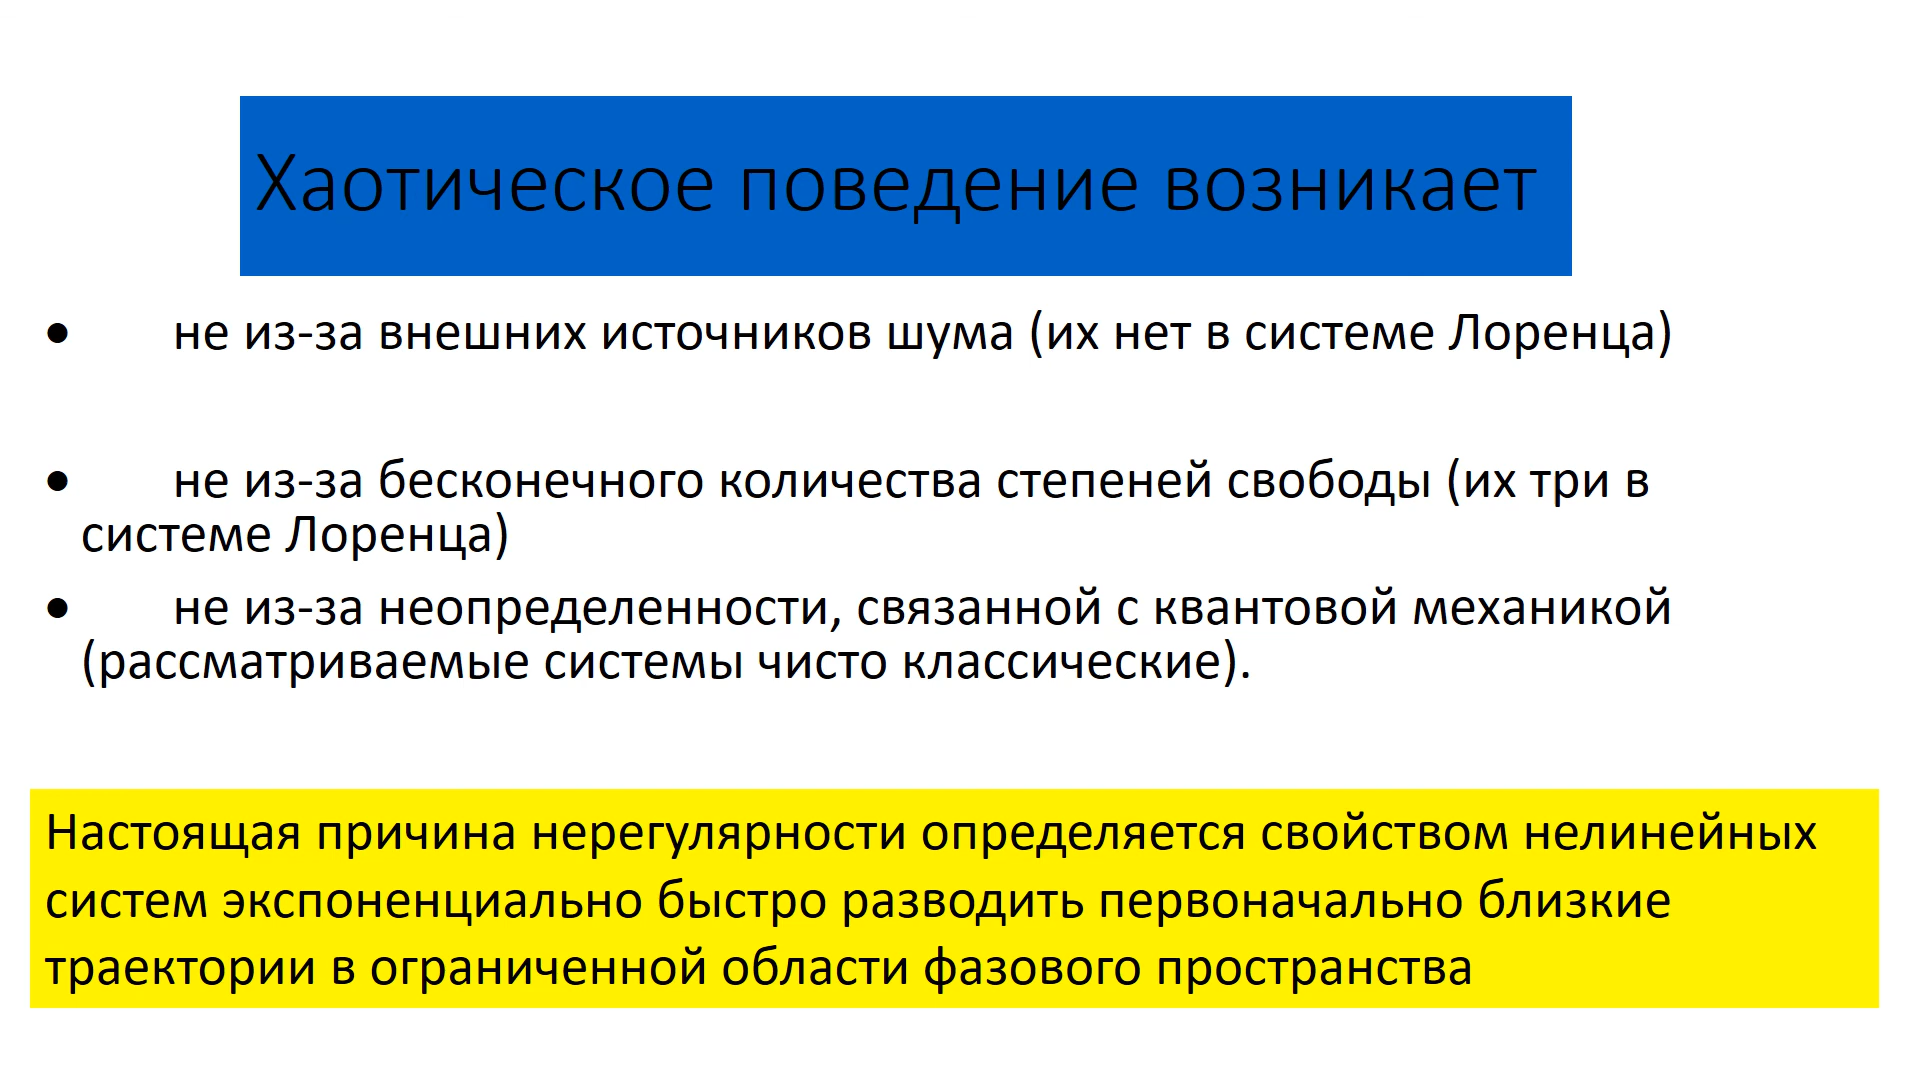 Хаотическое поведение возникает
• не из-за внешних источников шума (их нет в системе Лоренца)
• не из-за бесконечного количества степеней свободы (их три в
системе Лоренца)
• не из-за неопределенности, связанной с квантовой механикой
(рассматриваемые системы чисто классические).
Настоящая причина нерегулярности определяется свойством нелинейных
систем экспоненциально быстро разводить первоначально близкие
траектории в ограниченной области фазового пространства